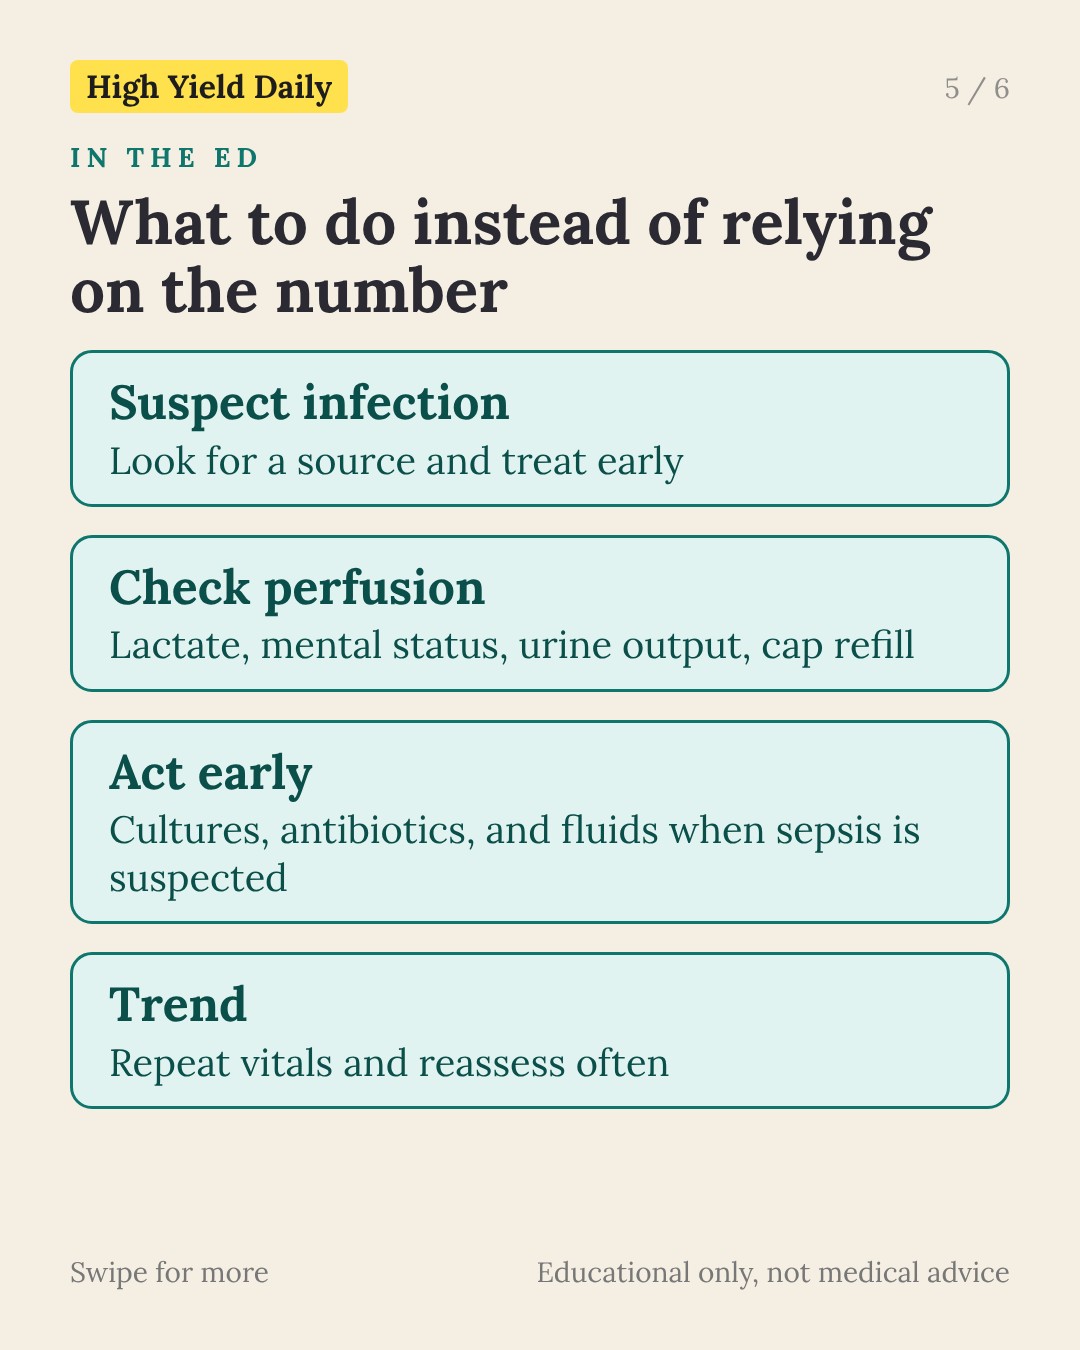 High Yield Daily
5 / 6
IN THE ED
What to do instead of relying
on the number
Suspect infection
Look for a source and treat early
Check perfusion
Lactate, mental status, urine output, cap refill
Act early
Cultures, antibiotics, and fluids when sepsis is
suspected
Trend
Repeat vitals and reassess often
Swipe for more
Educational only, not medical advice